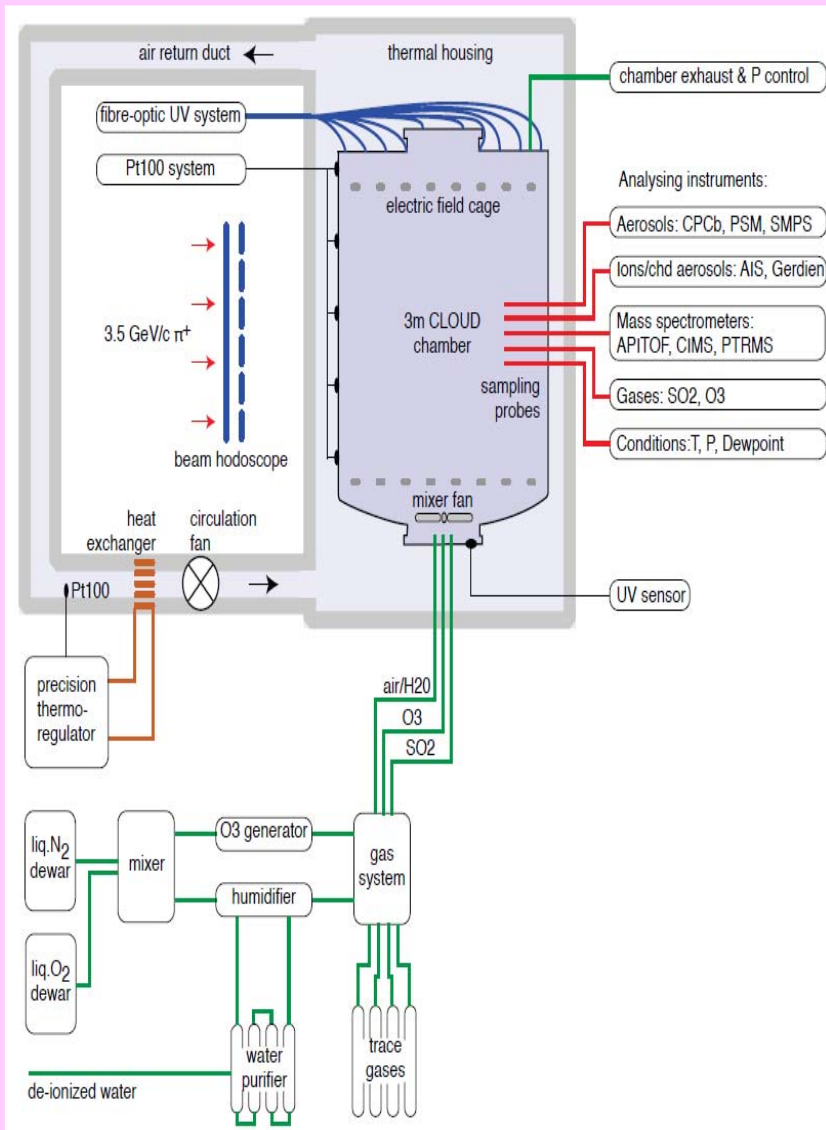 air return duct
thermal housing
chamber exhaust & P control
fibre-optic UV system
Pt100 system
electric field cage
Analysing instruments:
Aerosols: CPCb, PSM, SMPS
Ions/chd aerosols: AIS, Gerdien
Mass spectrometers:
APITOF, CIMS, PTRMS
Gases: SO2, O3
Conditions:T, P, Dewpoint
3.5 GeV/c π+
3m CLOUD
chamber
sampling
probes
beam hodoscope
mixer fan
heat
exchanger
circulation
fan
Pt100
UV sensor
precision
thermo-
regulator
air/H20
O3
SO2
liq.N2
dewar
mixer
O3 generator
humidifier
gas
system
liq.O2
dewar
water
purifier
trace
gases
de-ionized water